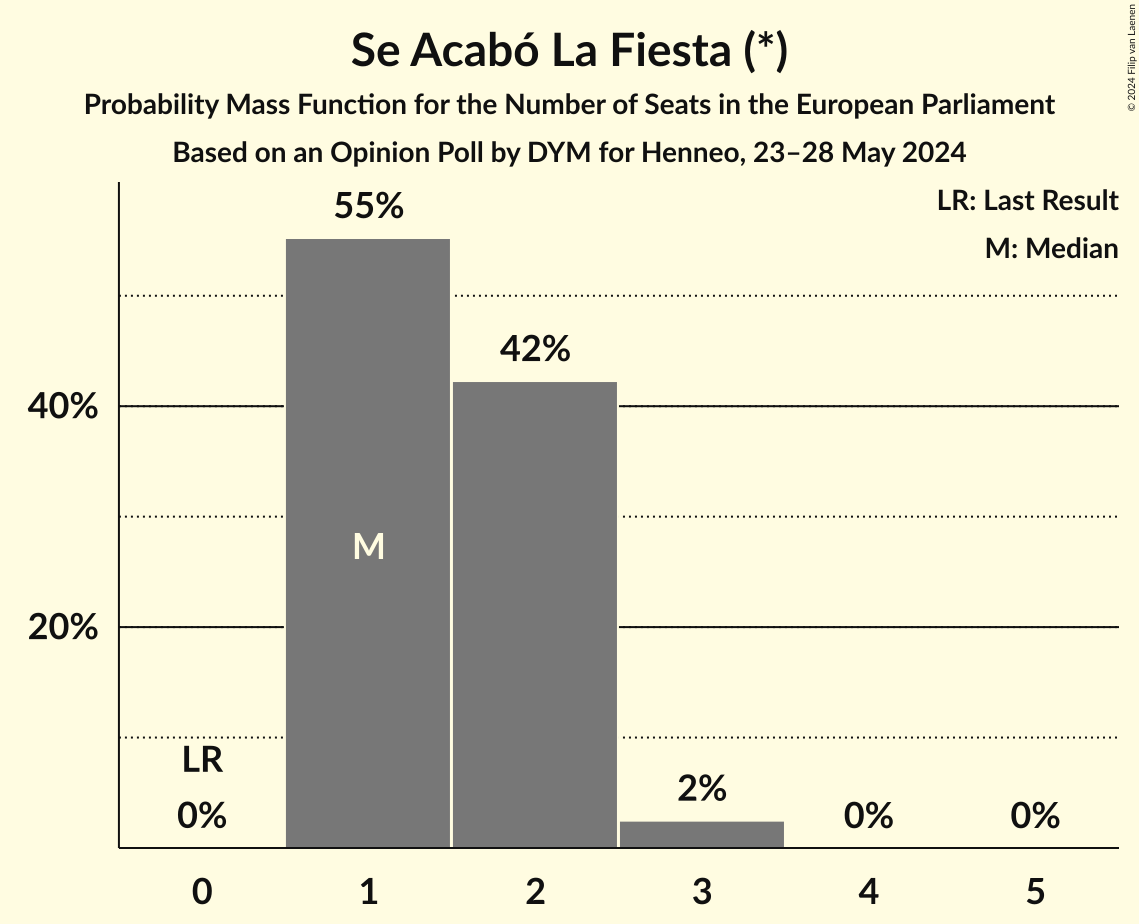 Se Acabó La Fiesta (*)
Probability Mass Function for the Number of Seats in the European Parliament
Based on an Opinion Poll by DYM for Henneo, 23–28 May 2024
© 2024 Filip van Laenen
LR: Last Result
M: Median
55%
42%
40%
M
20%
LR
0%
2%
0%
0%
0 1 2 3 4 5